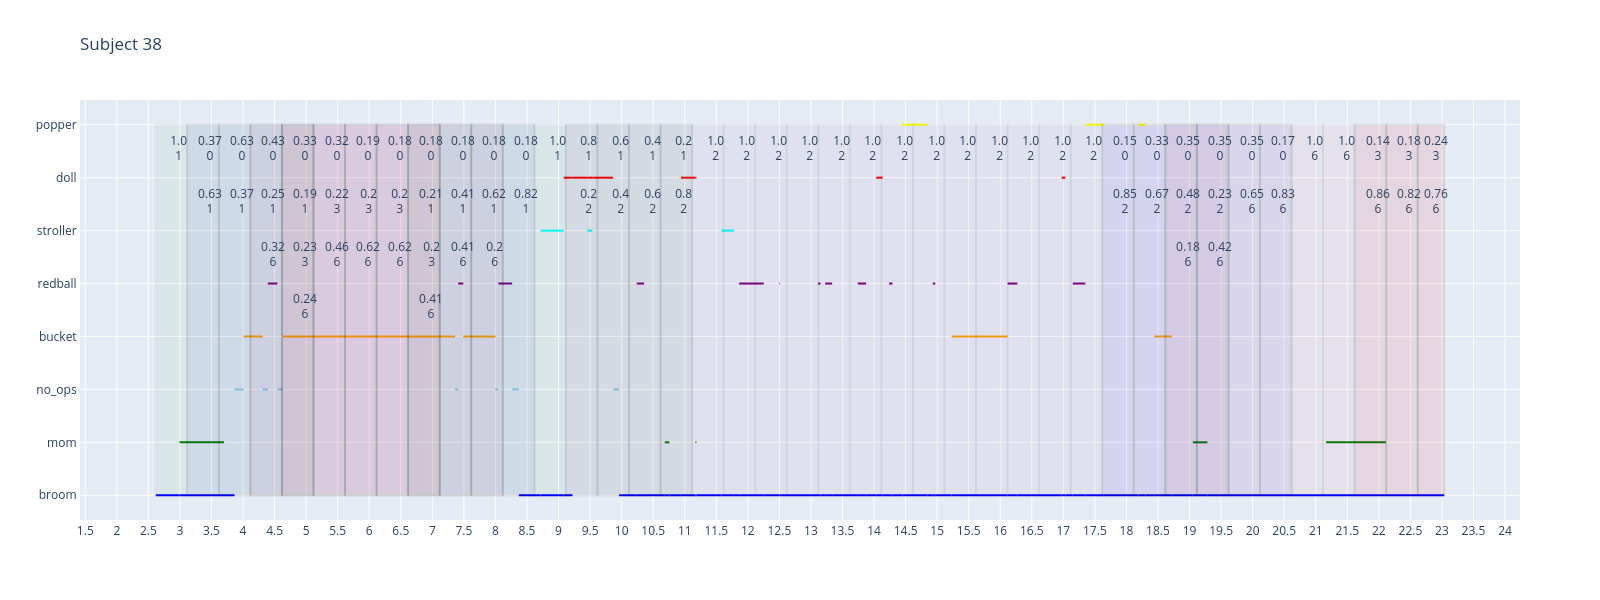 Subject 38
popper
1.0 0.37 0.63 0.43 0.33 0.32 0.19 0.18 0.18 0.18 0.18 0.18 1.0 0.8 0.6 0.4 0.2 1.0 1.0 1.0 1.0 1.0 1.0 1.0 1.0 1.0 1.0 1.0 1.0 1.0 0.15 0.33 0.35 0.35 0.35 0.17 1.0 1.0 0.14 0.18 0.24
1 0 0 0 0 0 0 0 0 0 0 0 1 1 1 1 1 2 2 2 2 2 2 2 2 2 2 2 2 2 0 0 0 0 0 0 6 6 3 3 3
doll
0.63 0.37 0.25 0.19 0.22 0.2 0.2 0.21 0.41 0.62 0.82 0.2 0.4 0.6 0.8 0.85 0.67 0.48 0.23 0.65 0.83 0.86 0.82 0.76
1 1 1 1 3 3 3 1 1 1 1 2 2 2 2 2 2 2 2 6 6 6 6 6
stroller
0.32 0.23 0.46 0.62 0.62 0.2 0.41 0.2 0.18 0.42
6 3 6 6 6 3 6 6 6 6
redball
0.24 0.41
6 6
bucket
no_ops
mom
broom
1.5 2 2.5 3 3.5 4 4.5 5 5.5 6 6.5 7 7.5 8 8.5 9 9.5 10 10.5 11 11.5 12 12.5 13 13.5 14 14.5 15 15.5 16 16.5 17 17.5 18 18.5 19 19.5 20 20.5 21 21.5 22 22.5 23 23.5 24